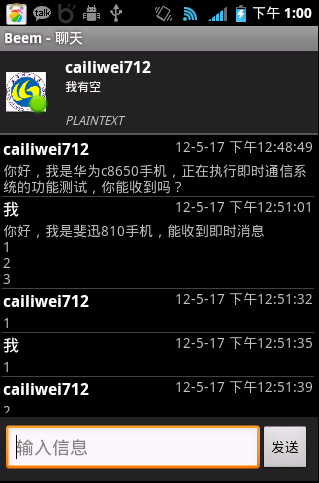 talk
下午 1:00
Beem - 聊天
cailiwei712
我有空
PLAINTEXT
cailiwei712 12-5-17 下午12:48:49
你好，我是华为c8650手机，正在执行即时通信系
统的功能测试，你能收到吗？
我 12-5-17 下午12:51:01
你好，我是斐迅810手机，能收到即时消息
1
2
3
cailiwei712 12-5-17 下午12:51:32
1
我 12-5-17 下午12:51:35
1
cailiwei712 12-5-17 下午12:51:39
2
输入信息
发送